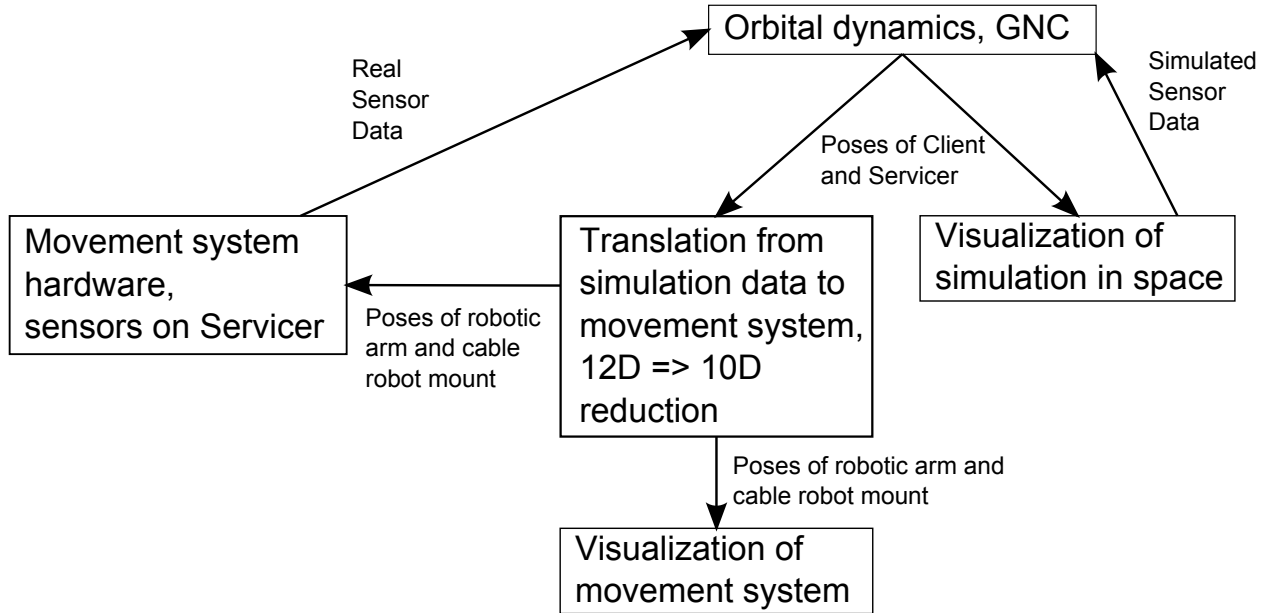 Orbital dynamics, GNC
Real
Sensor
Data
Simulated
Sensor
Data
Poses of Client
and Servicer
Movement system
hardware,
sensors on Servicer
Translation from
simulation data to
movement system,
12D => 10D
reduction
Visualization of
simulation in space
Poses of robotic
arm and cable
robot mount
Poses of robotic arm and
cable robot mount
Visualization of
movement system